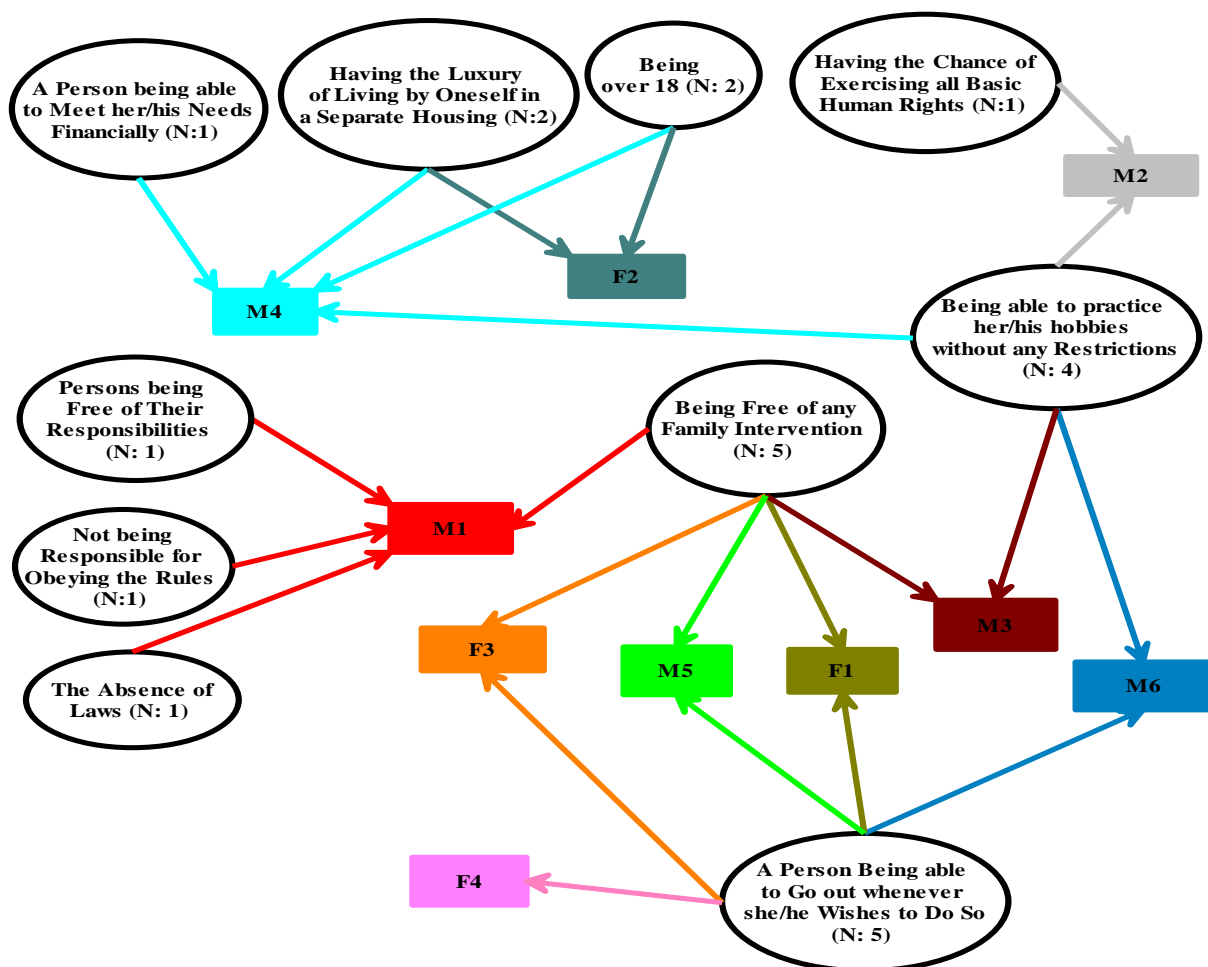 A Person being able
to Meet her/his Needs
Financially (N:1)
Having the Luxury
of Living by Oneself in
a Separate Housing (N:2)
Being
over 18 (N: 2)
Having the Chance of
Exercising all Basic
Human Rights (N:1)
M2
F2
M4
Being able to practice
her/his hobbies
without any Restrictions
(N: 4)
Persons being
Free of Their
Responsibilities
(N: 1)
Being Free of any
Family Intervention
(N: 5)
M1
Not being
Responsible for
Obeying the Rules
(N:1)
The Absence of
Laws (N: 1)
F3
M5
F1
M3
M6
F4
A Person Being able
to Go out whenever
she/he Wishes to Do So
(N: 5)